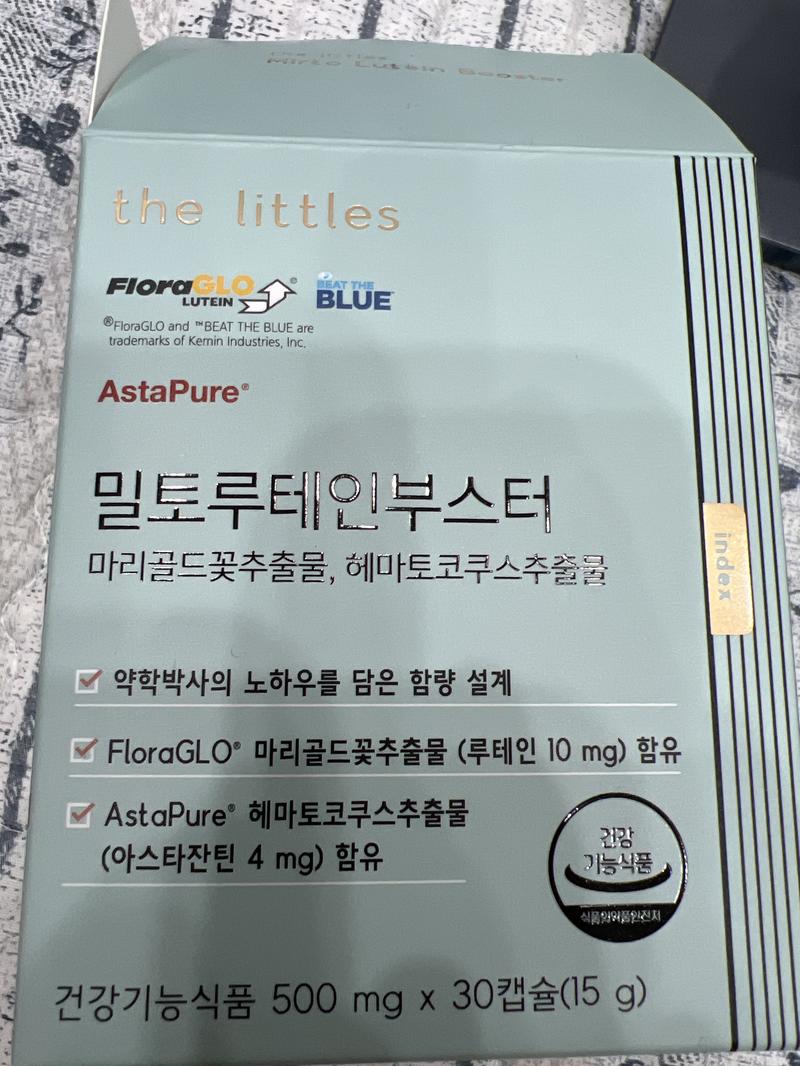 the littles
Mirto Lutein Booster
the littles
FloraGLO®
LUTEIN
BEAT THE
BLUE™
®FloraGLO and ™BEAT THE BLUE are
trademarks of Kemin Industries, Inc.
AstaPure®
밀토루테인부스터
마리골드꽃추출물, 헤마토코쿠스추출물
index
약학박사의 노하우를 담은 함량 설계
FloraGLO® 마리골드꽃추출물 (루테인 10 mg) 함유
AstaPure® 헤마토코쿠스추출물
(아스타잔틴 4 mg) 함유
건강
기능식품
식품의약품안전처
건강기능식품 500 mg x 30캡슐(15 g)